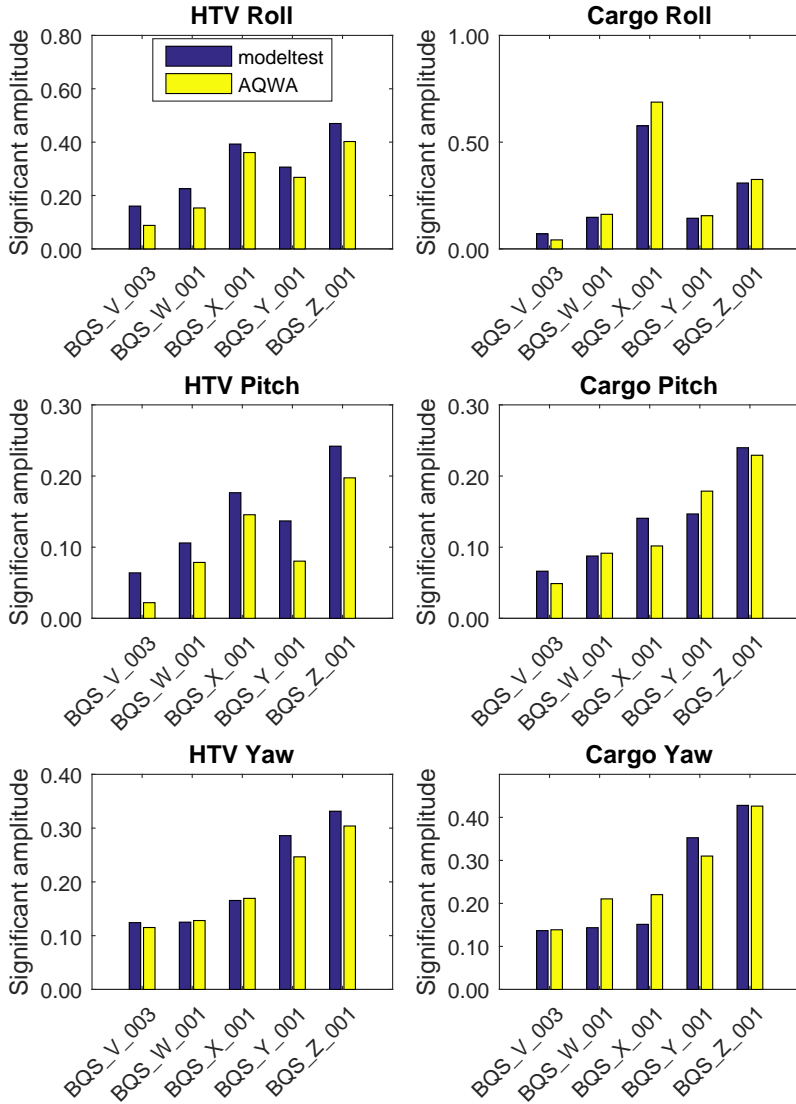 HTV Roll
0.80
0.60
0.40
0.20
0.00
Significant amplitude
modeltest
AQWA
BQS_V_003
BQS_W_001
BQS_X_001
BQS_Y_001
BQS_Z_001
Cargo Roll
1.00
0.50
0.00
Significant amplitude
BQS_V_003
BQS_W_001
BQS_X_001
BQS_Y_001
BQS_Z_001
HTV Pitch
0.30
0.20
0.10
0.00
Significant amplitude
BQS_V_003
BQS_W_001
BQS_X_001
BQS_Y_001
BQS_Z_001
Cargo Pitch
0.30
0.20
0.10
0.00
Significant amplitude
BQS_V_003
BQS_W_001
BQS_X_001
BQS_Y_001
BQS_Z_001
HTV Yaw
0.40
0.30
0.20
0.10
0.00
Significant amplitude
BQS_V_003
BQS_W_001
BQS_X_001
BQS_Y_001
BQS_Z_001
Cargo Yaw
0.40
0.30
0.20
0.10
0.00
Significant amplitude
BQS_V_003
BQS_W_001
BQS_X_001
BQS_Y_001
BQS_Z_001